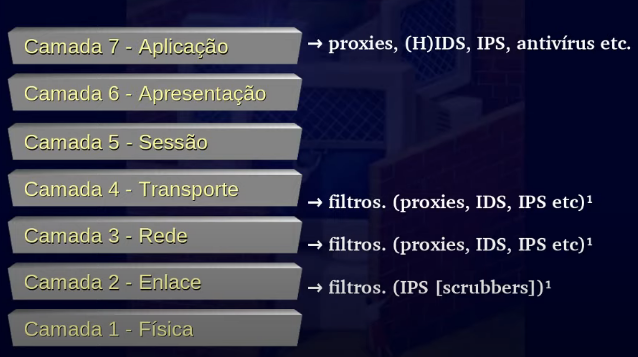 Camada 7 - Aplicação → proxies, (H)IDS, IPS, antivírus etc.
Camada 6 - Apresentação
Camada 5 - Sessão
Camada 4 - Transporte → filtros. (proxies, IDS, IPS etc)¹
Camada 3 - Rede → filtros. (proxies, IDS, IPS etc)¹
Camada 2 - Enlace → filtros. (IPS [scrubbers])¹
Camada 1 - Física